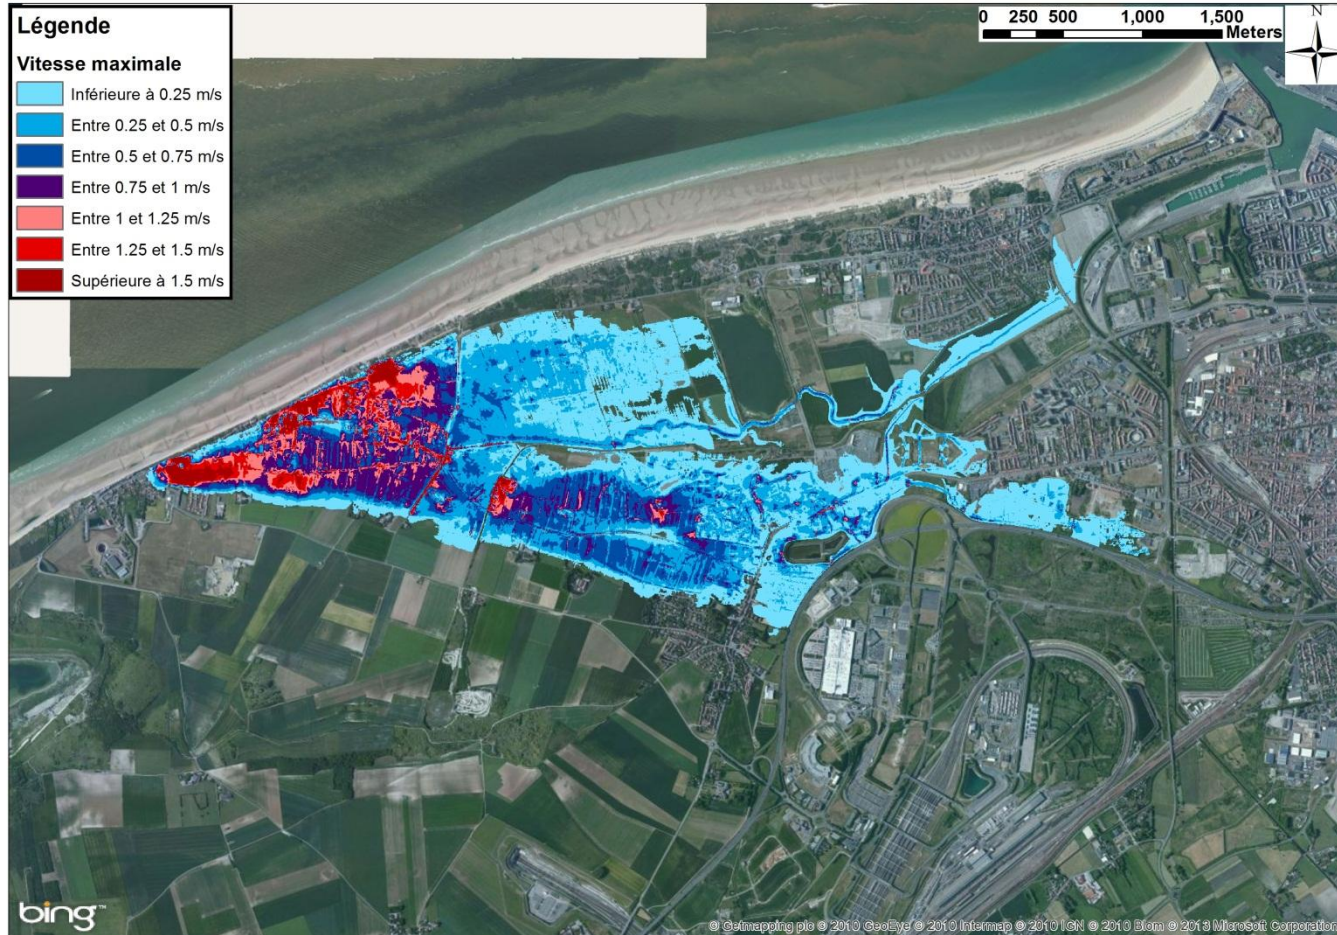 Légende
Vitesse maximale
Inférieure à 0.25 m/s
Entre 0.25 et 0.5 m/s
Entre 0.5 et 0.75 m/s
Entre 0.75 et 1 m/s
Entre 1 et 1.25 m/s
Entre 1.25 et 1.5 m/s
Supérieure à 1.5 m/s
0 250 500 1,000 1,500
Meters
N
bing™
© Getmapping plc © 2010 GeoEye © 2010 Intermap © 2010 IGN © 2010 Blom © 2013 Microsoft Corporation